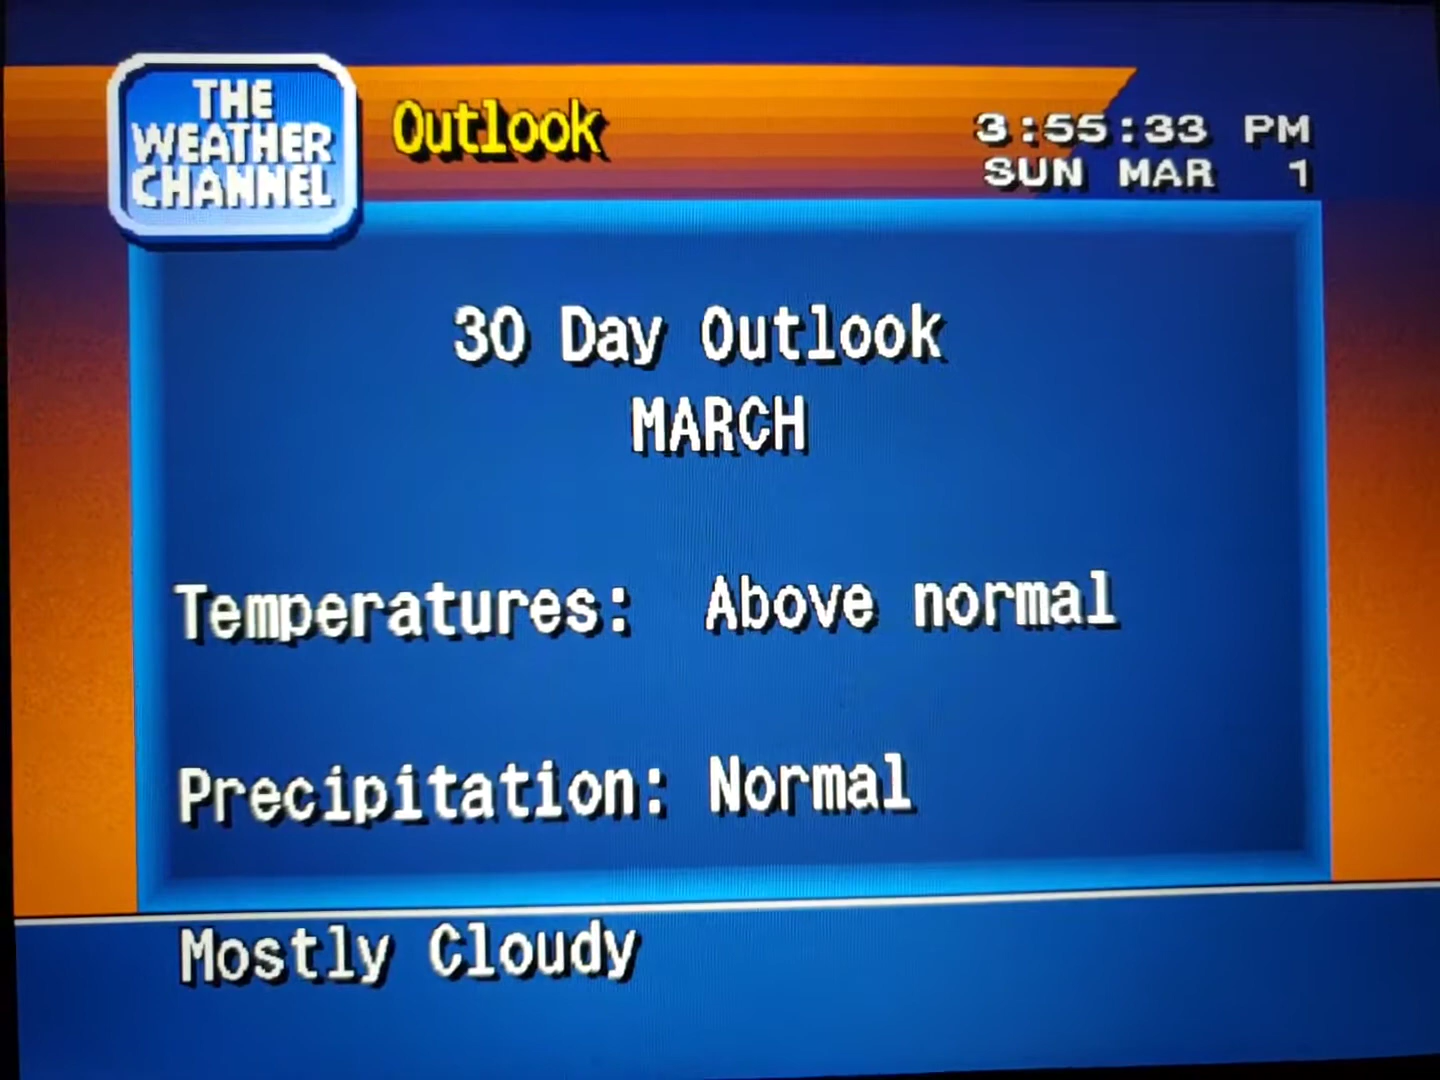 THE
WEATHER
CHANNEL
Outlook
3:55:33 PM
SUN MAR 1
30 Day Outlook
MARCH
Temperatures: Above normal
Precipitation: Normal
Mostly Cloudy